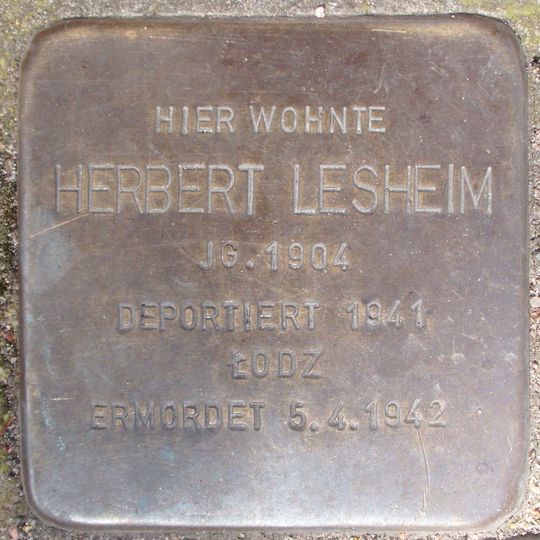 HIER WOHNTE
HERBERT LESHEIM
JG. 1904
DEPORTIERT 1941
ŁODZ
ERMORDET 5.4.1942